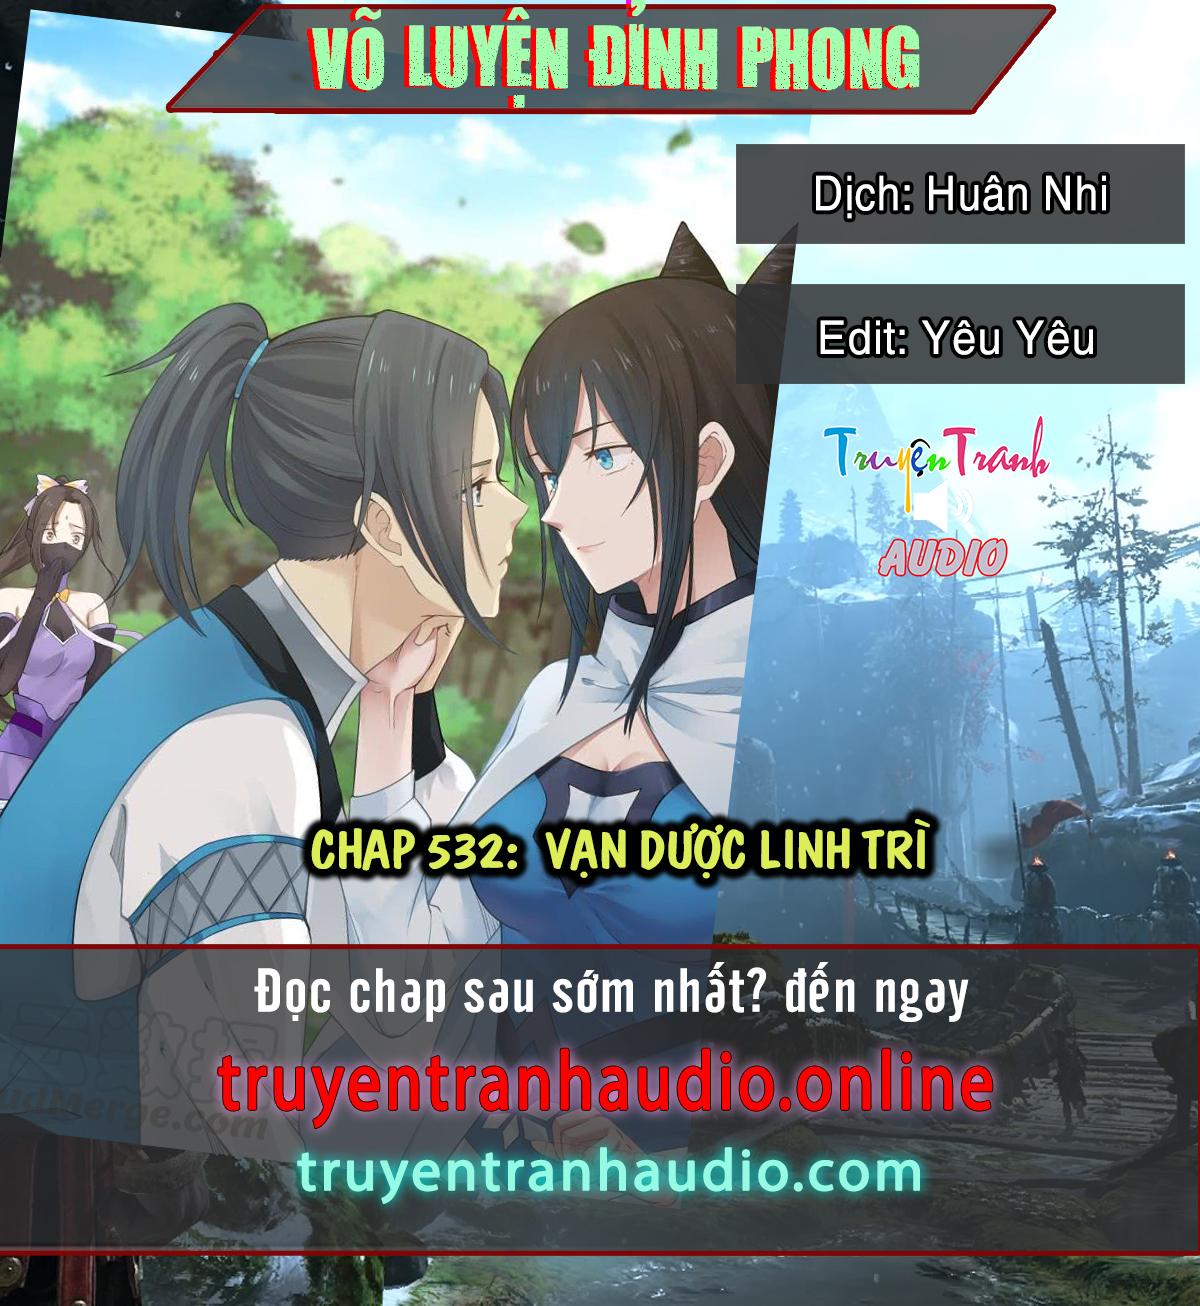 VÕ LUYỆN ĐỈNH PHONG
Dịch: Huân Nhi
Edit: Yêu Yêu
TruyệnTranh
AUDIO
CHAP 532: VẠN DƯỢC LINH TRÌ
Đọc chap sau sớm nhất? đến ngay
truyentranhaudio.online
truyentranhaudio.com